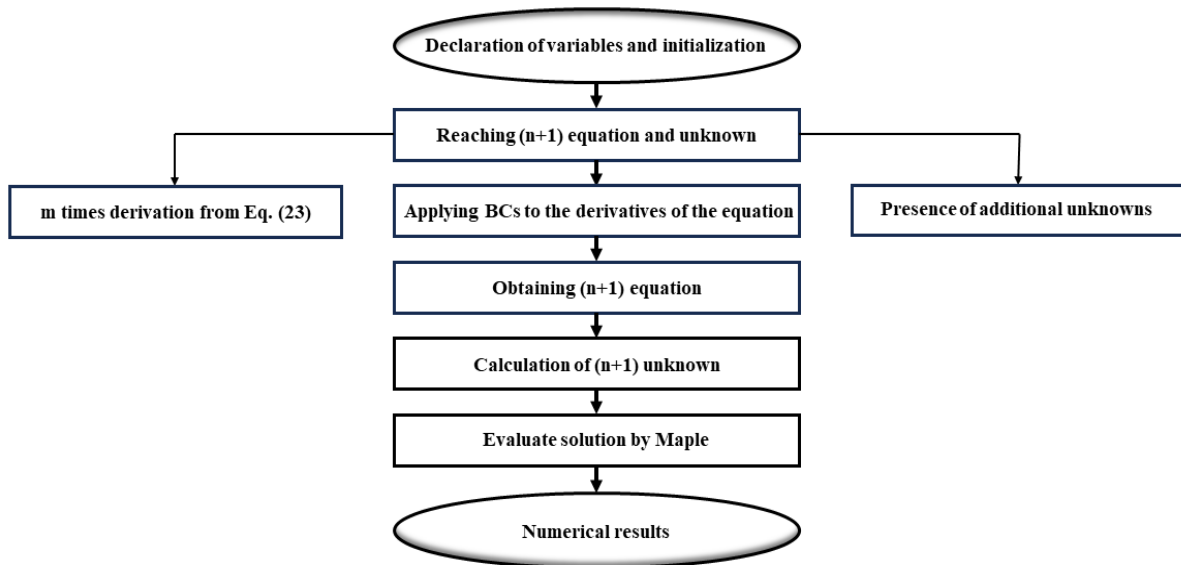 Declaration of variables and initialization
Reaching (n+1) equation and unknown
m times derivation from Eq. (23)
Applying BCs to the derivatives of the equation
Presence of additional unknowns
Obtaining (n+1) equation
Calculation of (n+1) unknown
Evaluate solution by Maple
Numerical results